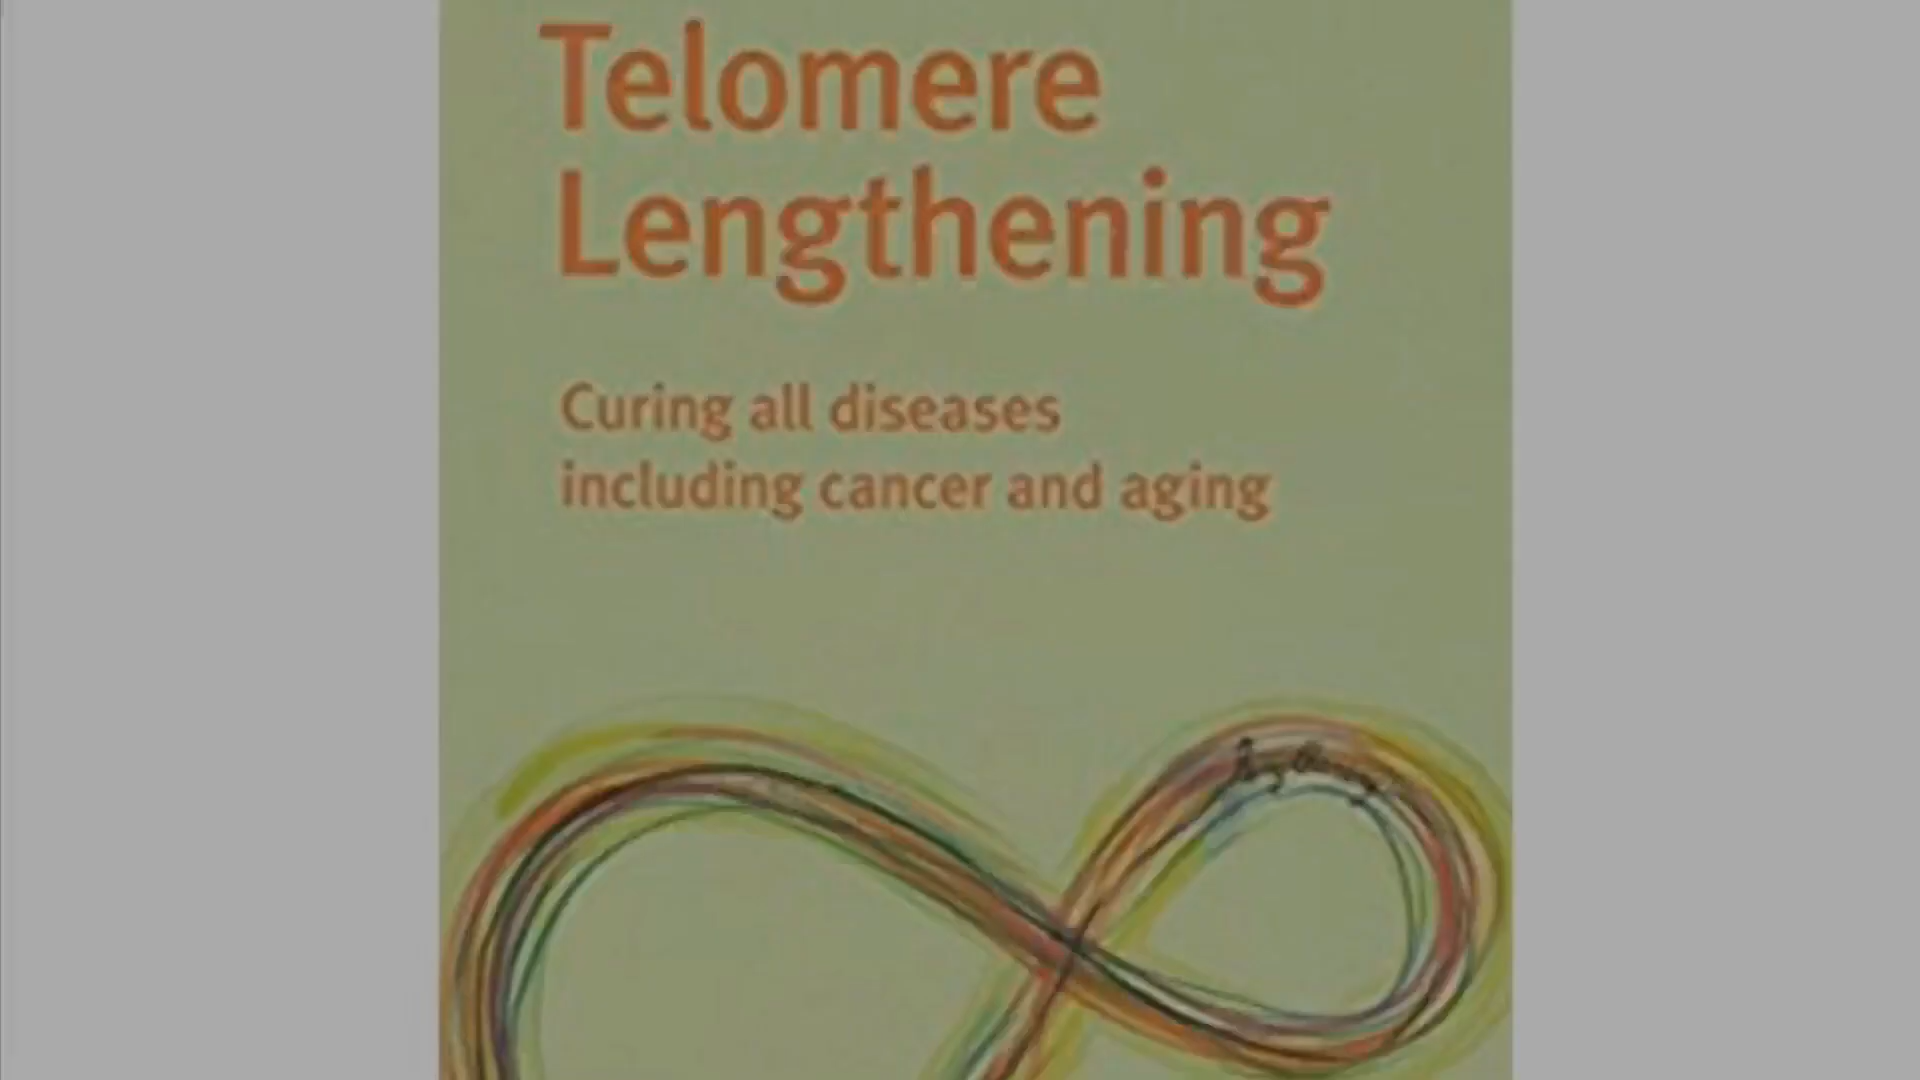 Telomere
Lengthening
Curing all diseases
including cancer and aging